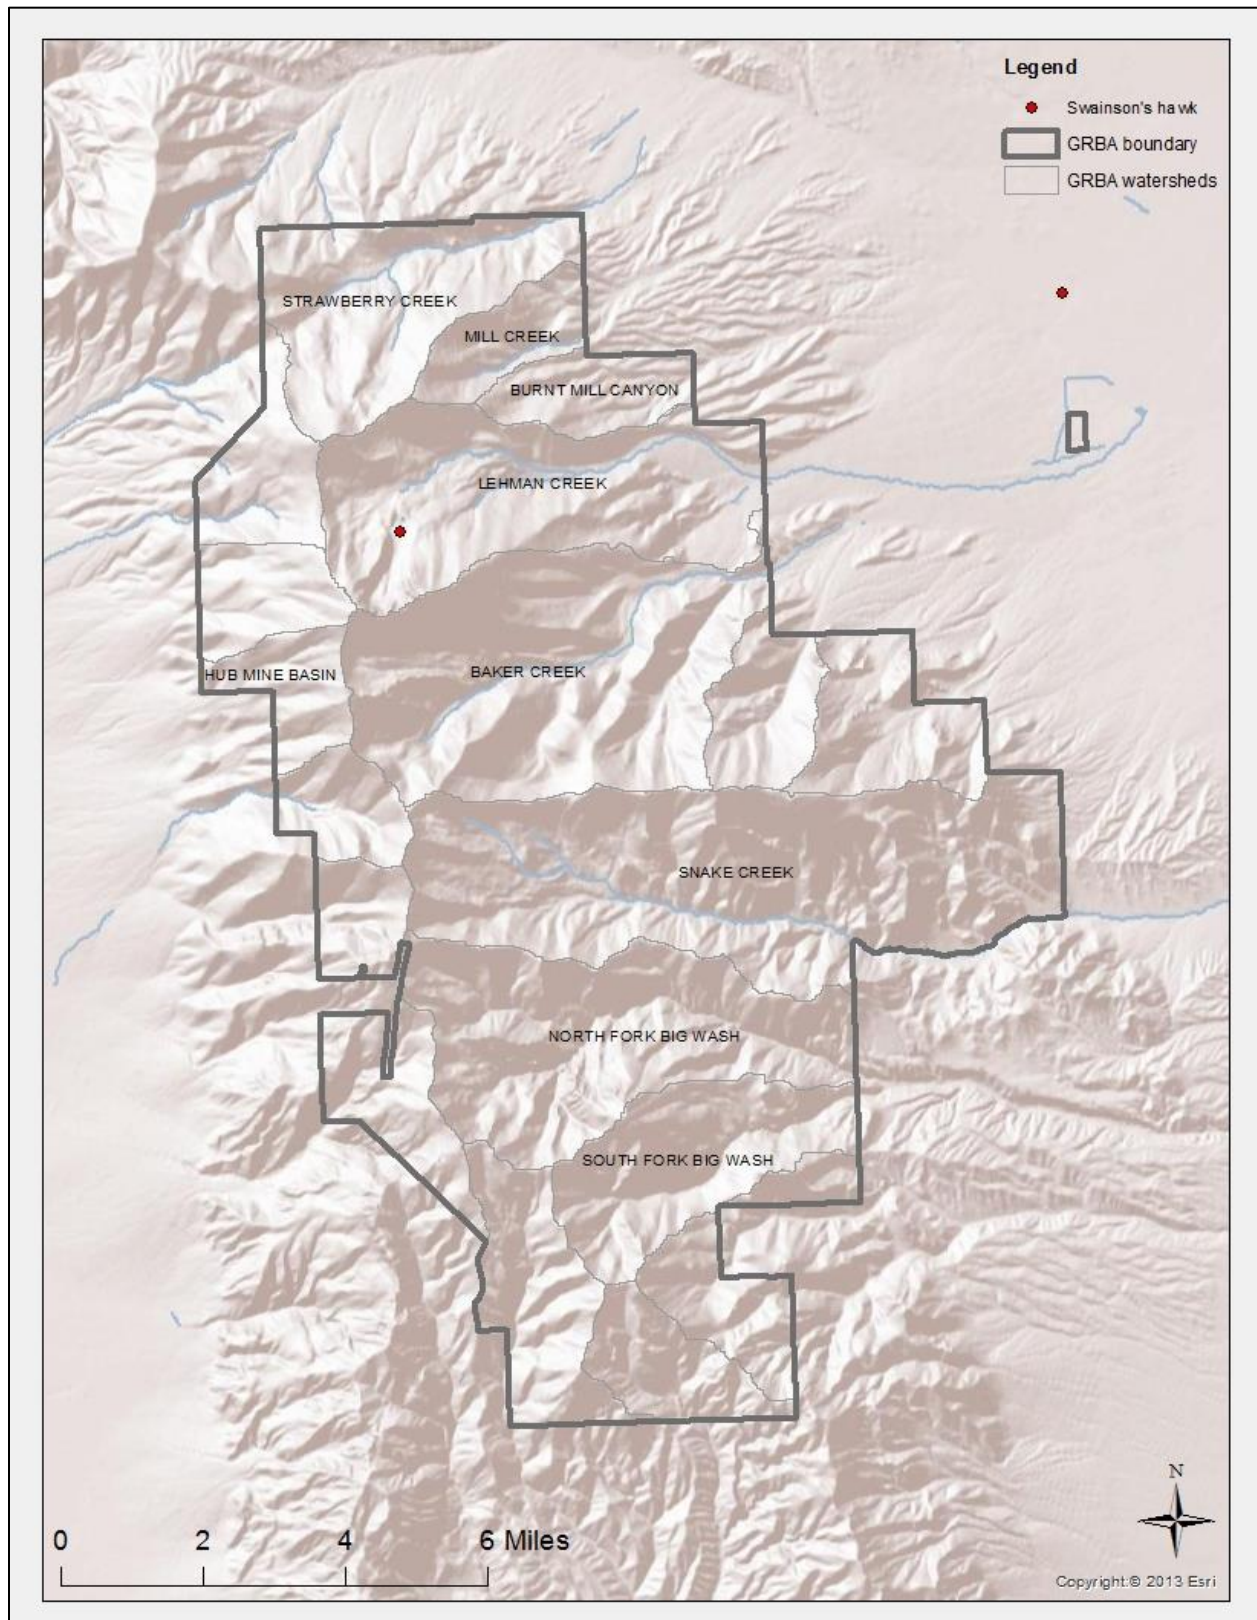 Legend
Swainson's hawk
GRBA boundary
GRBA watersheds
STRAWBERRY CREEK
MILL CREEK
BURNT MILL CANYON
LEHMAN CREEK
HUB MINE BASIN
BAKER CREEK
SNAKE CREEK
NORTH FORK BIG WASH
SOUTH FORK BIG WASH
N
0 2 4 6 Miles
Copyright:© 2013 Esri